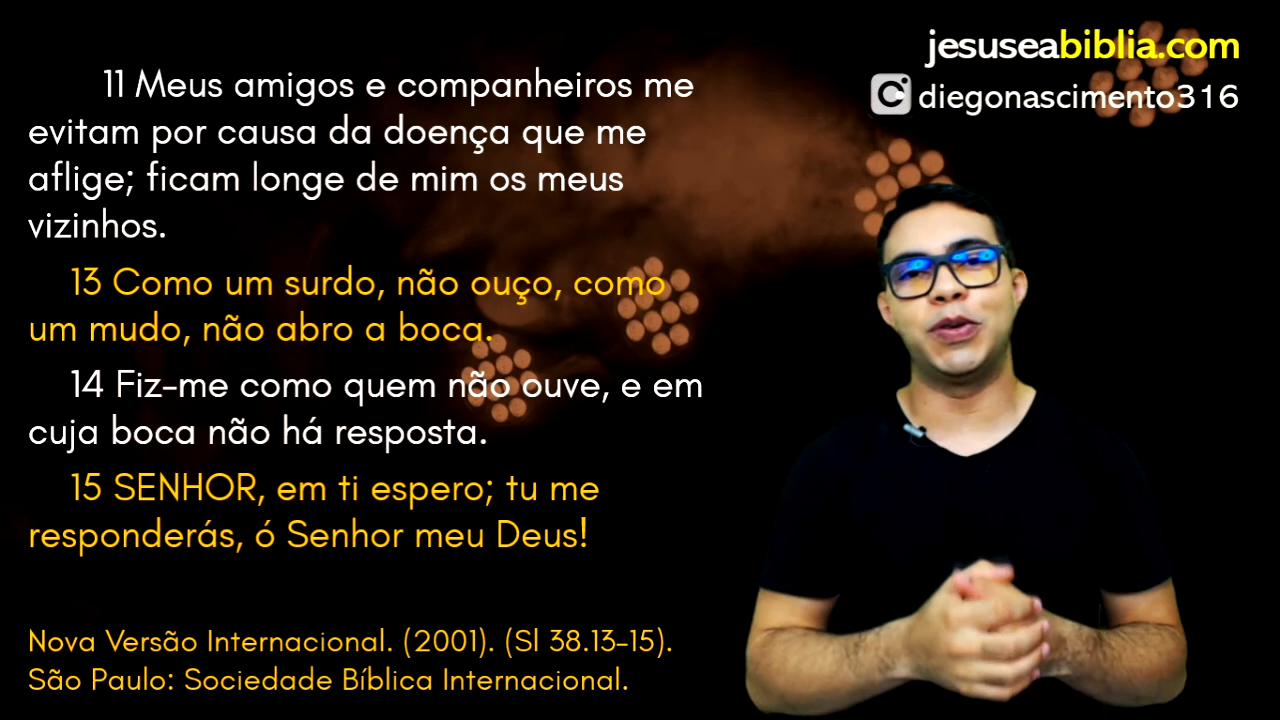 jesuseabiblia.com
diegonascimento316
11 Meus amigos e companheiros me
evitam por causa da doença que me
aflige; ficam longe de mim os meus
vizinhos.
13 Como um surdo, não ouço, como
um mudo, não abro a boca.
14 Fiz-me como quem não ouve, e em
cuja boca não há resposta.
15 SENHOR, em ti espero; tu me
responderás, ó Senhor meu Deus!
Nova Versão Internacional. (2001). (Sl 38.13-15).
São Paulo: Sociedade Bíblica Internacional.